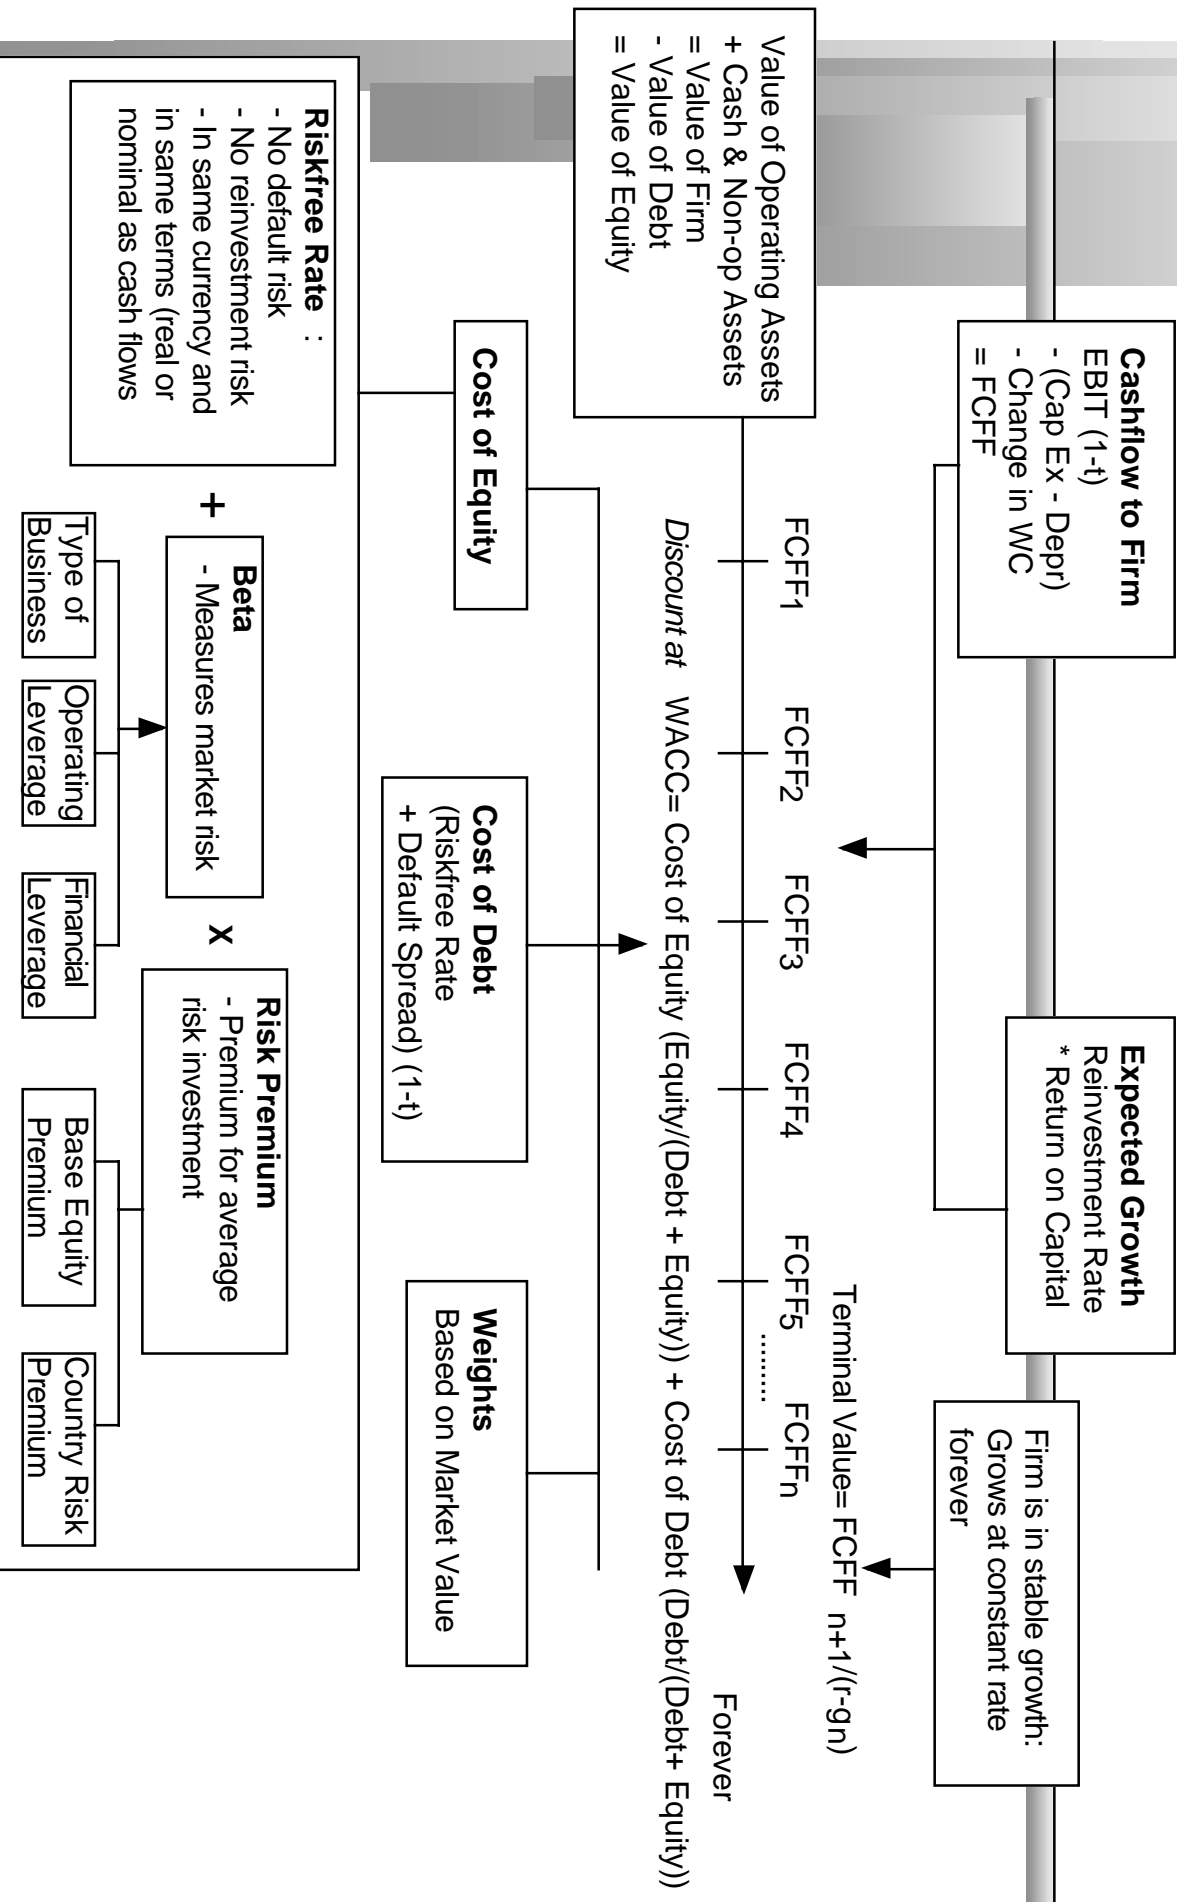 Cashflow to Firm
EBIT (1-t)
- (Cap Ex - Depr)
- Change in WC
= FCFF
Expected Growth
Reinvestment Rate
* Return on Capital
Firm is in stable growth:
Grows at constant rate
forever
Terminal Value= FCFF n+1/(r-gn)
Value of Operating Assets
+ Cash & Non-op Assets
= Value of Firm
- Value of Debt
= Value of Equity
FCFF1 FCFF2 FCFF3 FCFF4 FCFF5 ......... FCFFn
Forever
Discount at WACC= Cost of Equity (Equity/(Debt + Equity)) + Cost of Debt (Debt/(Debt+ Equity))
Cost of Equity
Cost of Debt
(Riskfree Rate
+ Default Spread) (1-t)
Weights
Based on Market Value
Riskfree Rate :
- No default risk
- No reinvestment risk
- In same currency and
in same terms (real or
nominal as cash flows
+
Beta
- Measures market risk
X
Risk Premium
- Premium for average
risk investment
Type of
Business
Operating
Leverage
Financial
Leverage
Base Equity
Premium
Country Risk
Premium